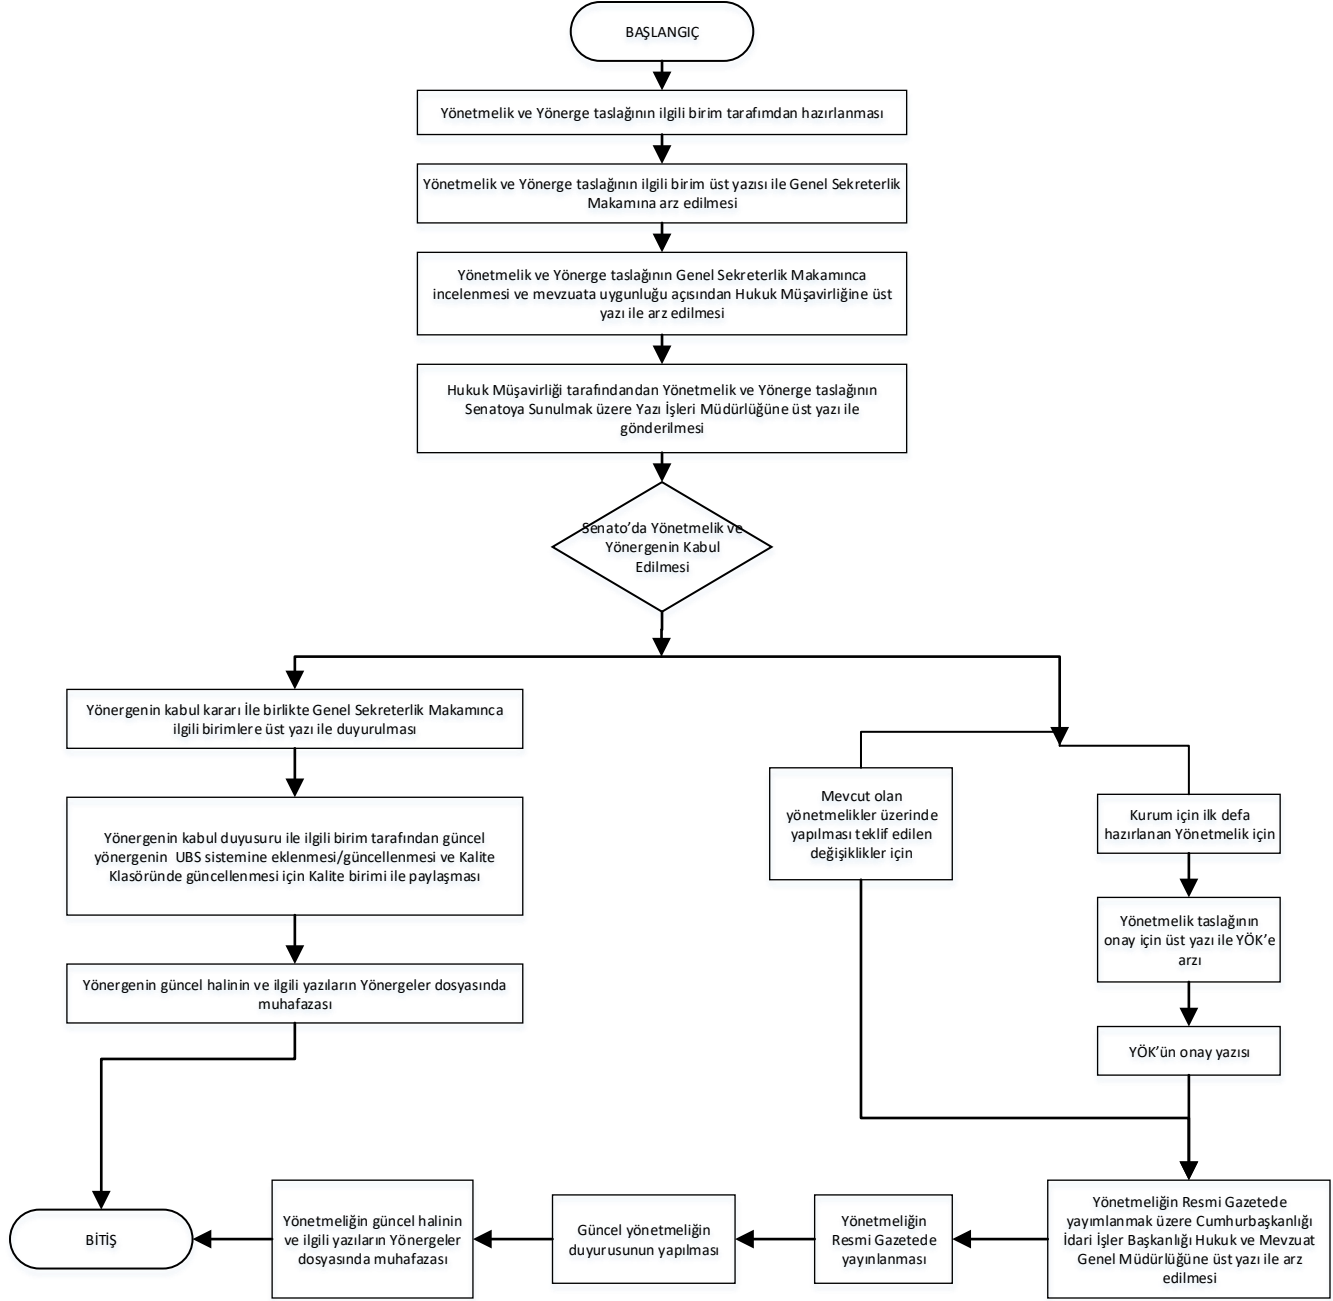 BAŞLANGIÇ
Yönetmelik ve Yönerge taslağının ilgili birim tarafımdan hazırlanması
Yönetmelik ve Yönerge taslağının ilgili birim üst yazısı ile Genel Sekreterlik
Makamına arz edilmesi
Yönetmelik ve Yönerge taslağının Genel Sekreterlik Makamınca
incelenmesi ve mevzuata uygunluğu açısından Hukuk Müşavirliğine üst
yazı ile arz edilmesi
Hukuk Müşavirliği tarafındandan Yönetmelik ve Yönerge taslağının
Senatoya Sunulmak üzere Yazı İşleri Müdürlüğüne üst yazı ile
gönderilmesi
Senato’da Yönetmelik ve
Yönergenin Kabul
Edilmesi
Yönergenin kabul kararı İle birlikte Genel Sekreterlik Makamınca
ilgili birimlere üst yazı ile duyurulması
Yönergenin kabul duyusuru ile ilgili birim tarafından güncel
yönergenin UBS sistemine eklenmesi/güncellenmesi ve Kalite
Klasöründe güncellenmesi için Kalite birimi ile paylaşması
Yönergenin güncel halinin ve ilgili yazıların Yönergeler dosyasında
muhafazası
Mevcut olan
yönetmelikler üzerinde
yapılması teklif edilen
değişiklikler için
Kurum için ilk defa
hazırlanan Yönetmelik için
Yönetmelik taslağının
onay için üst yazı ile YÖK’e
arzı
YÖK’ün onay yazısı
Yönetmeliğin Resmi Gazetede
yayımlanmak üzere Cumhurbaşkanlığı
İdari İşler Başkanlığı Hukuk ve Mevzuat
Genel Müdürlüğüne üst yazı ile arz
edilmesi
Yönetmeliğin
Resmi Gazetede
yayınlanması
Güncel yönetmeliğin
duyurusunun yapılması
Yönetmeliğin güncel halinin
ve ilgili yazıların Yönergeler
dosyasında muhafazası
BİTİŞ